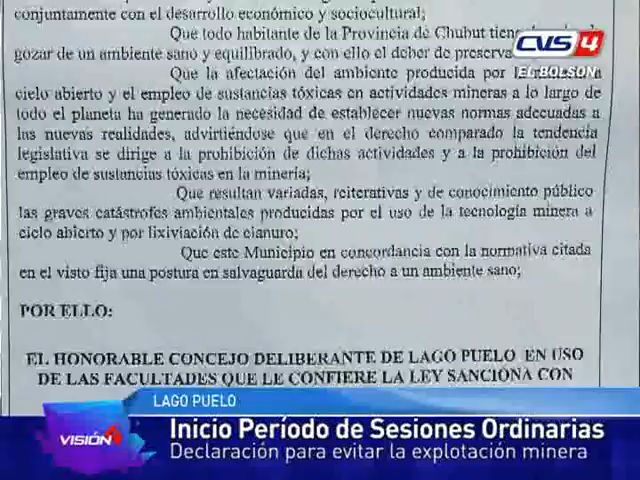 conjuntamente con el desarrollo económico y sociocultural;
Que todo habitante de la Provincia de Chubut tiene
gozar de un ambiente sano y equilibrado, y con ello el deber de
Que la afectación del ambiente producida por
cielo abierto y el empleo de sustancias tóxicas en actividades mineras a lo largo de
todo el planeta ha generado la necesidad de establecer nuevas normas adecuadas a
las nuevas realidades, advirtiéndose que en el derecho comparado la tendencia
legislativa se dirige a la prohibición de dichas actividades y a la prohibición del
empleo de sustancias tóxicas en la minería;
Que resultan variadas, reiterativas y de conocimiento público
las graves catástrofes ambientales producidas por el uso de la tecnología minera a
cielo abierto y por lixiviación de cianuro;
Que este Municipio en concordancia con la normativa citada
en el visto fija una postura en salvaguarda del derecho a un ambiente sano;
POR ELLO:
EL HONORABLE CONCEJO DELIBERANTE DE LAGO PUELO EN USO
DE LAS FACULTADES QUE LE CONFIERE LA LEY SANCIONA CON
CVS 4
EL BOLSON
LAGO PUELO
VISIÓN 4
Inicio Período de Sesiones Ordinarias
Declaración para evitar la explotación minera